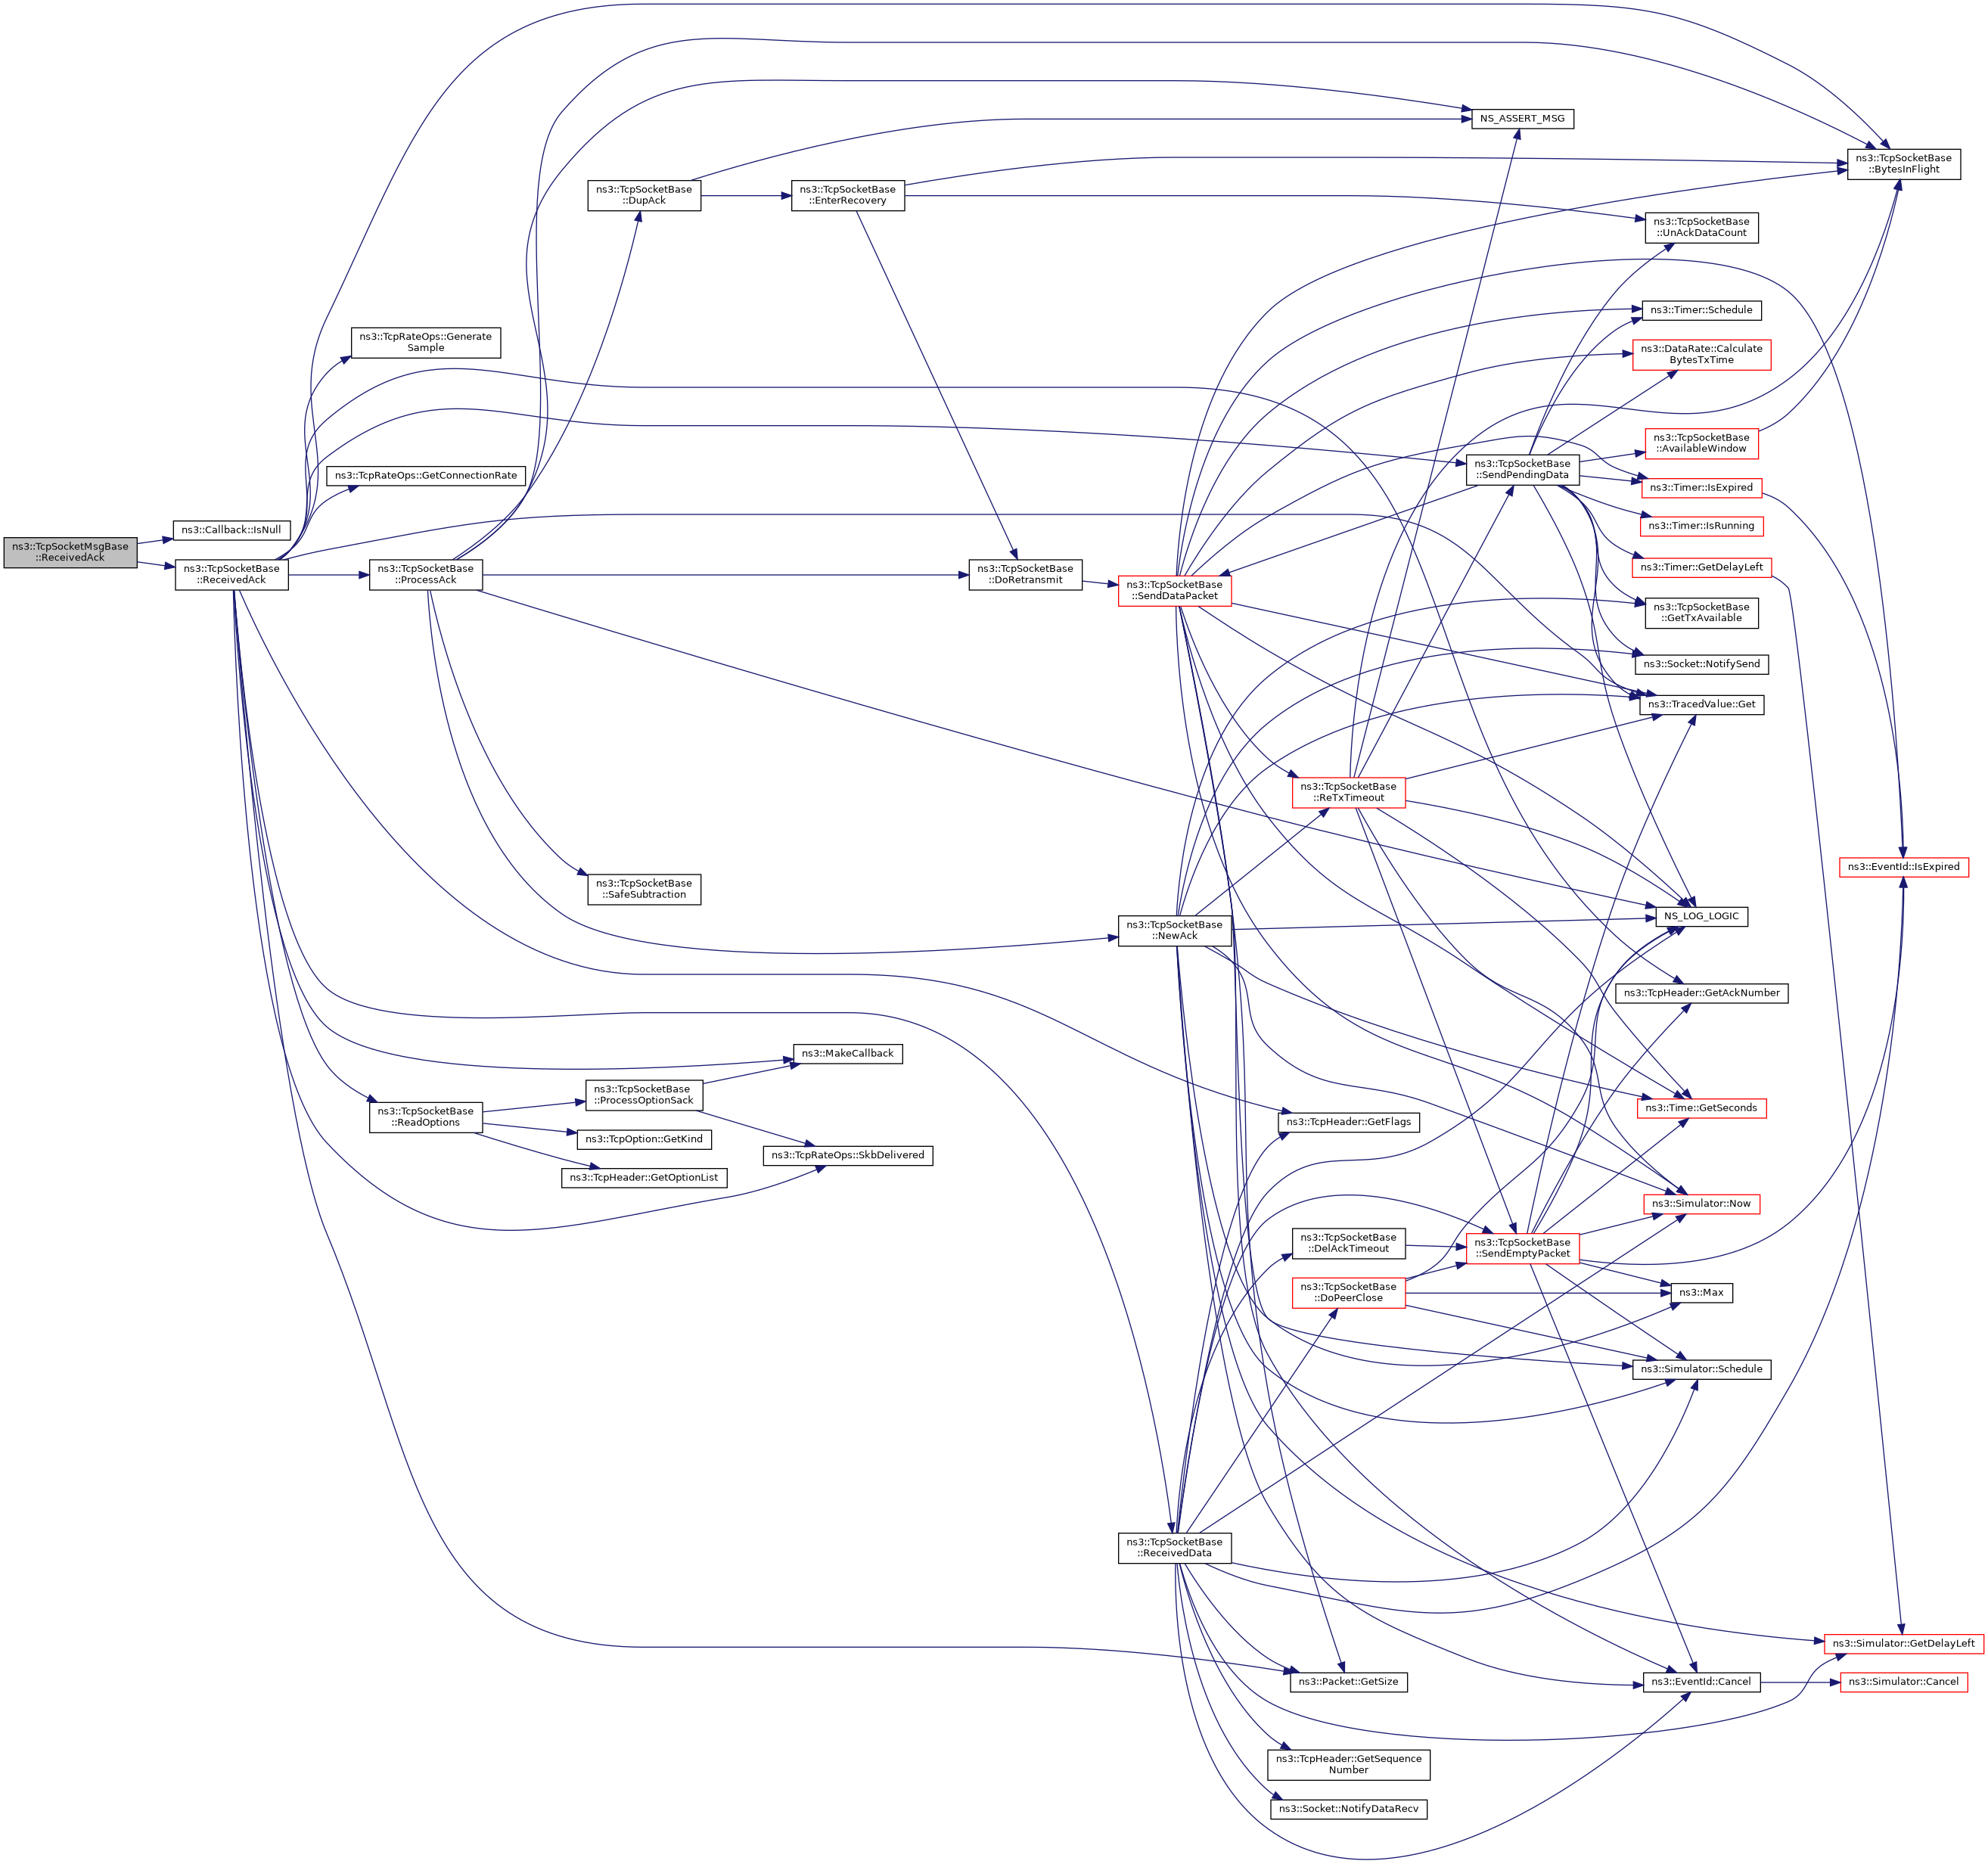 ns3::TcpSocketMsgBase
::ReceivedAck
ns3::Callback::IsNull
ns3::TcpSocketBase
::ReceivedAck
ns3::TcpRateOps::Generate
Sample
ns3::TcpRateOps::GetConnectionRate
ns3::TcpSocketBase
::ProcessAck
ns3::TcpSocketBase
::ReadOptions
ns3::TcpSocketBase
::DupAck
ns3::TcpSocketBase
::SafeSubtraction
ns3::TcpSocketBase
::ProcessOptionSack
ns3::TcpOption::GetKind
ns3::TcpHeader::GetOptionList
ns3::TcpSocketBase
::EnterRecovery
ns3::MakeCallback
ns3::TcpRateOps::SkbDelivered
ns3::TcpSocketBase
::DoRetransmit
ns3::TcpSocketBase
::SendDataPacket
ns3::TcpSocketBase
::NewAck
ns3::TcpSocketBase
::ReceivedData
ns3::TcpSocketBase
::ReTxTimeout
ns3::TcpHeader::GetFlags
ns3::TcpSocketBase
::DelAckTimeout
ns3::TcpSocketBase
::DoPeerClose
ns3::Packet::GetSize
ns3::TcpHeader::GetSequence
Number
ns3::Socket::NotifyDataRecv
NS_ASSERT_MSG
ns3::TcpSocketBase
::SendPendingData
ns3::TcpSocketBase
::SendEmptyPacket
ns3::TcpSocketBase
::UnAckDataCount
ns3::Timer::Schedule
ns3::DataRate::Calculate
BytesTxTime
ns3::TcpSocketBase
::AvailableWindow
ns3::Timer::IsExpired
ns3::Timer::IsRunning
ns3::Timer::GetDelayLeft
ns3::TcpSocketBase
::GetTxAvailable
ns3::Socket::NotifySend
ns3::TracedValue::Get
NS_LOG_LOGIC
ns3::TcpHeader::GetAckNumber
ns3::Time::GetSeconds
ns3::Simulator::Now
ns3::Max
ns3::Simulator::Schedule
ns3::EventId::Cancel
ns3::TcpSocketBase
::BytesInFlight
ns3::EventId::IsExpired
ns3::Simulator::GetDelayLeft
ns3::Simulator::Cancel